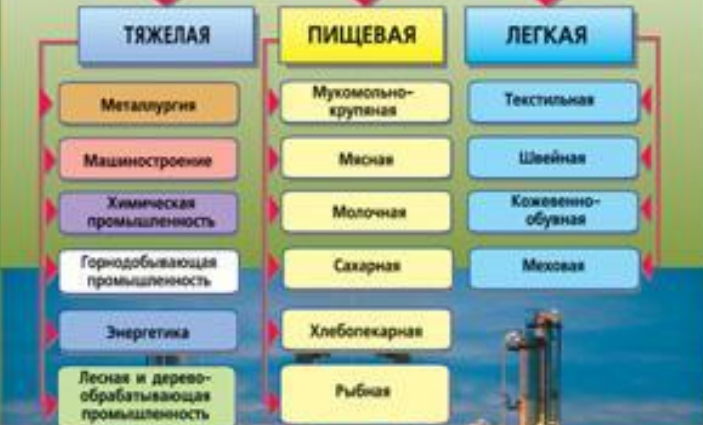 ТЯЖЕЛАЯ
Металлургия
Машиностроение
Химическая
промышленность
Горнодобывающая
промышленность
Энергетика
Лесная и дерево-
обрабатывающая
промышленность
ПИЩЕВАЯ
Мукомольно-
крупяная
Мясная
Молочная
Сахарная
Хлебопекарная
Рыбная
ЛЕГКАЯ
Текстильная
Швейная
Кожевенно-
обувная
Меховая